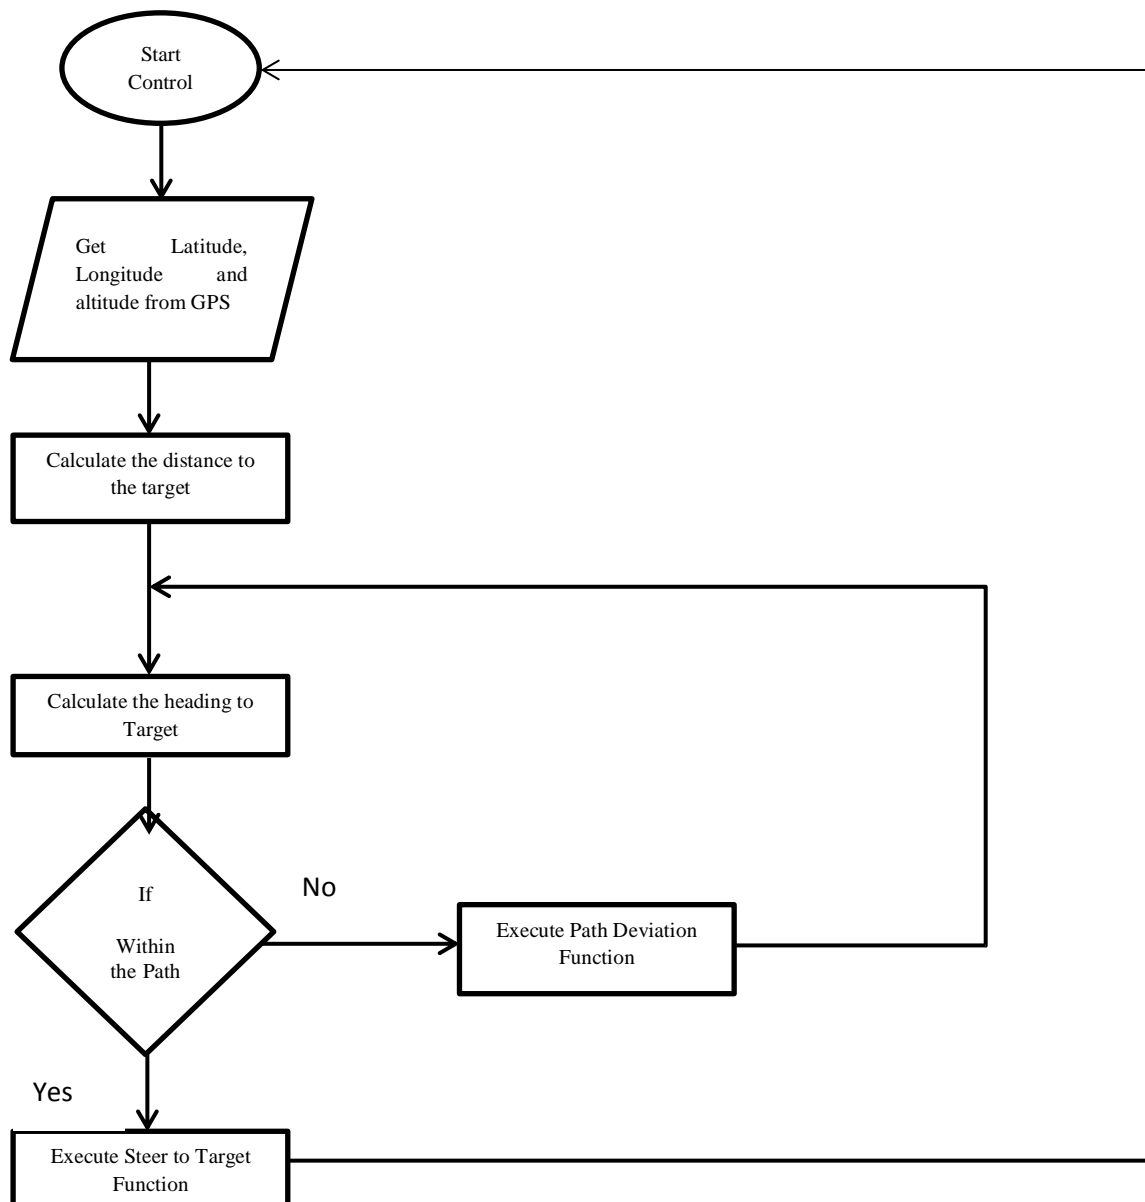 Start
Control
Get Latitude,
Longitude and
altitude from GPS
Calculate the distance to
the target
Calculate the heading to
Target
If
Within
the Path
No
Execute Path Deviation
Function
Yes
Execute Steer to Target
Function